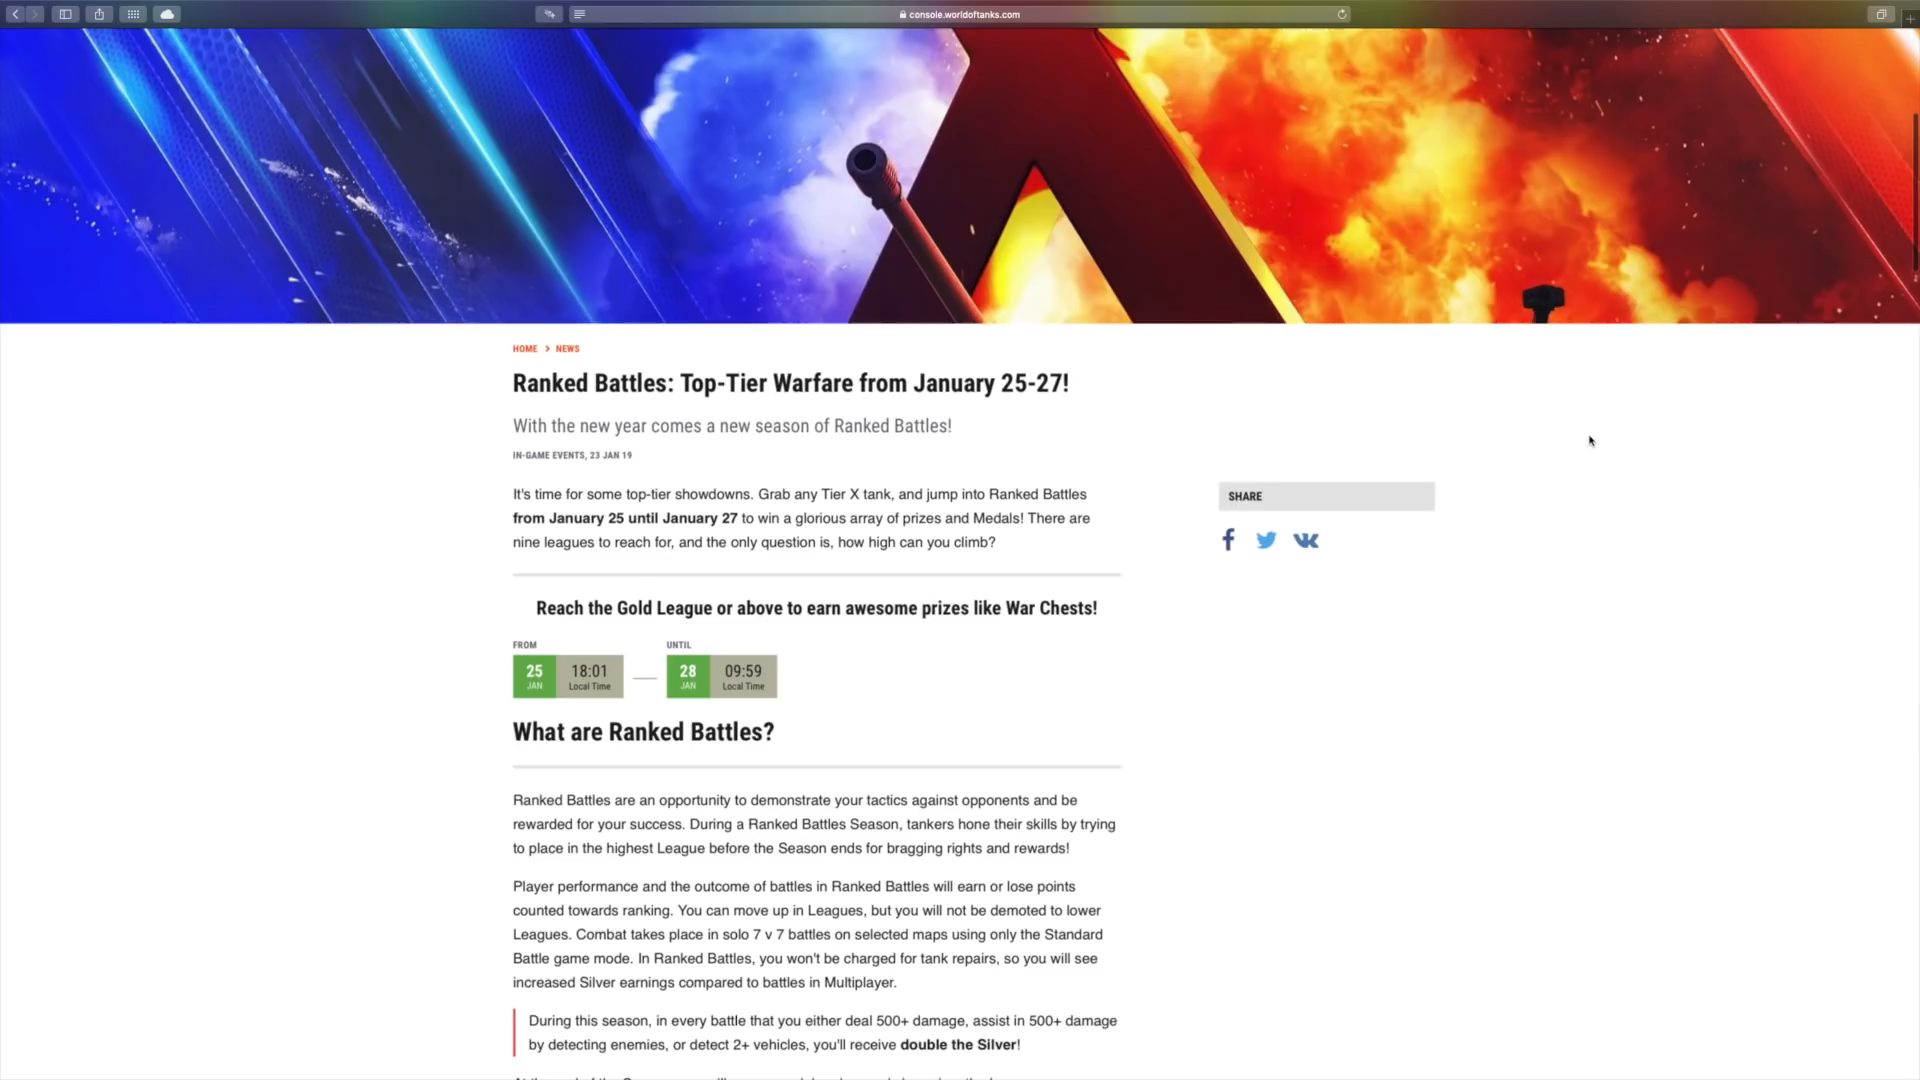 console.worldoftanks.com
HOME > NEWS
Ranked Battles: Top-Tier Warfare from January 25-27!
With the new year comes a new season of Ranked Battles!
IN-GAME EVENTS, 23 JAN 19
It's time for some top-tier showdowns. Grab any Tier X tank, and jump into Ranked Battles
from January 25 until January 27 to win a glorious array of prizes and Medals! There are
nine leagues to reach for, and the only question is, how high can you climb?
SHARE
Reach the Gold League or above to earn awesome prizes like War Chests!
FROM UNTIL
25 18:01 28 09:59
JAN Local Time JAN Local Time
What are Ranked Battles?
Ranked Battles are an opportunity to demonstrate your tactics against opponents and be
rewarded for your success. During a Ranked Battles Season, tankers hone their skills by trying
to place in the highest League before the Season ends for bragging rights and rewards!
Player performance and the outcome of battles in Ranked Battles will earn or lose points
counted towards ranking. You can move up in Leagues, but you will not be demoted to lower
Leagues. Combat takes place in solo 7 v 7 battles on selected maps using only the Standard
Battle game mode. In Ranked Battles, you won't be charged for tank repairs, so you will see
increased Silver earnings compared to battles in Multiplayer.
During this season, in every battle that you either deal 500+ damage, assist in 500+ damage
by detecting enemies, or detect 2+ vehicles, you'll receive double the Silver!